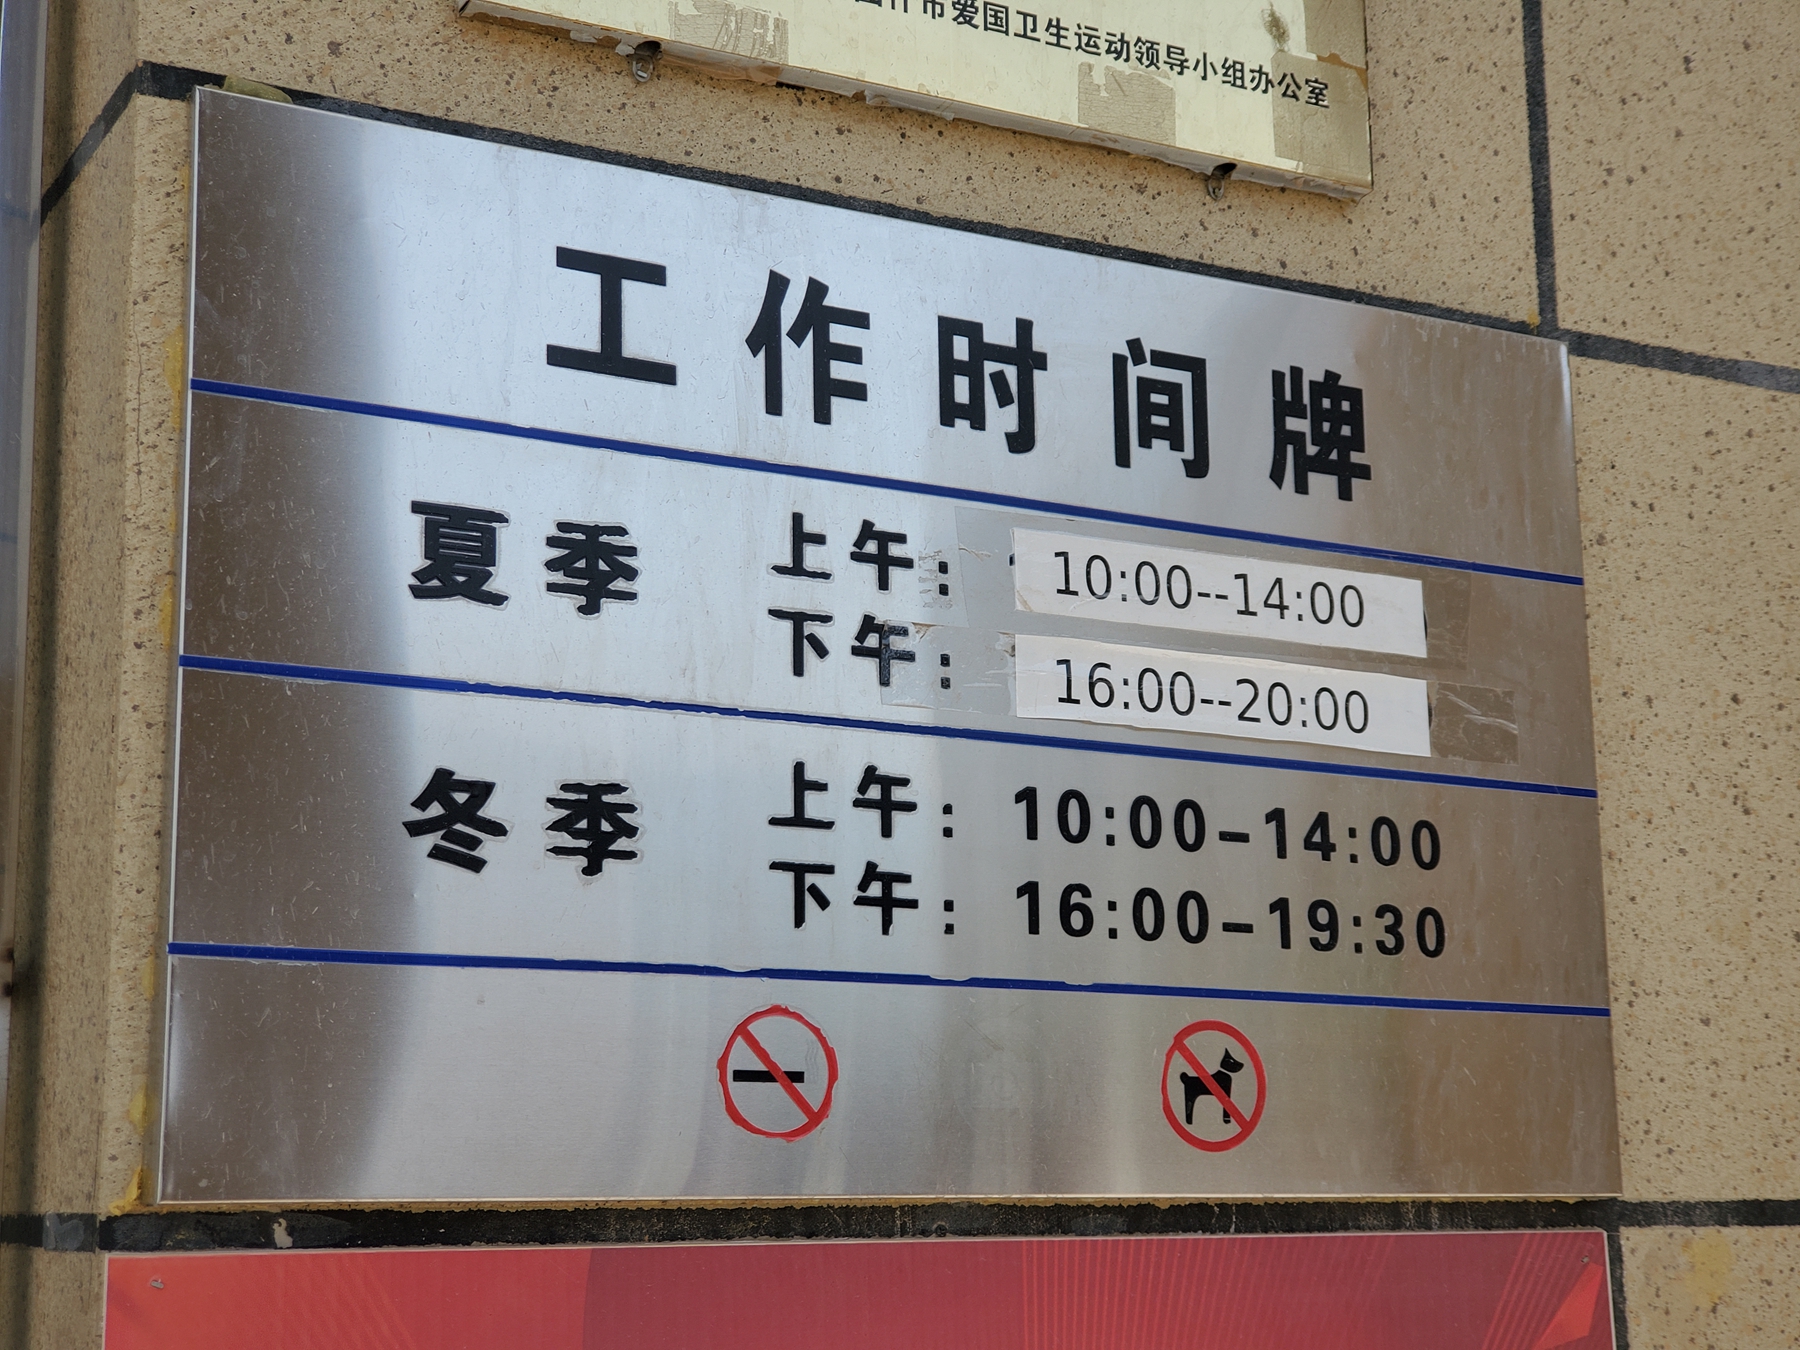 市爱国卫生运动领导小组办公室
工作时间牌
夏季 上午: 10:00--14:00
下午: 16:00--20:00
冬季 上午: 10:00-14:00
下午: 16:00-19:30